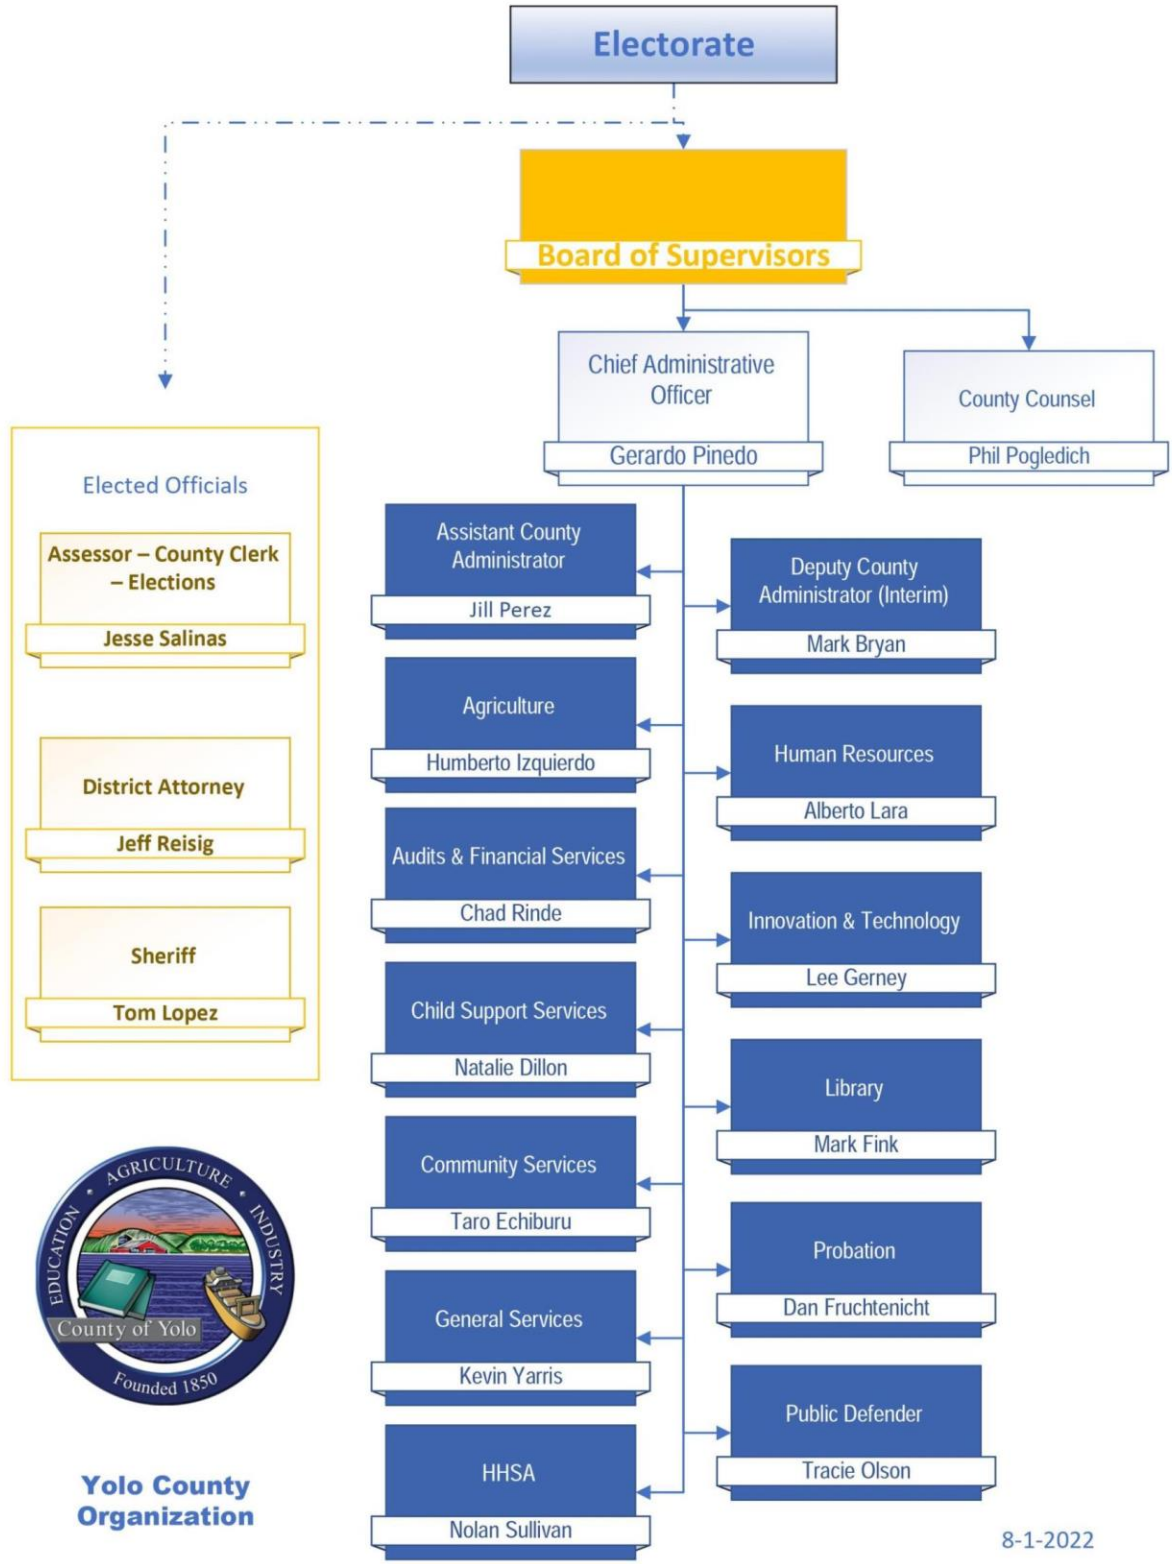 Electorate
Board of Supervisors
Chief Administrative
Officer
Gerardo Pinedo
County Counsel
Phil Pogledich
Elected Officials
Assessor – County Clerk
– Elections
Jesse Salinas
District Attorney
Jeff Reisig
Sheriff
Tom Lopez
Assistant County
Administrator
Jill Perez
Deputy County
Administrator (Interim)
Mark Bryan
Agriculture
Humberto Izquierdo
Human Resources
Alberto Lara
Audits & Financial Services
Chad Rinde
Innovation & Technology
Lee Gerney
Child Support Services
Natalie Dillon
Library
Mark Fink
Community Services
Taro Echiburu
Probation
Dan Fruchtenicht
General Services
Kevin Yarris
Public Defender
Tracie Olson
HHSA
Nolan Sullivan
EDUCATION • AGRICULTURE • INDUSTRY
County of Yolo
Founded 1850
Yolo County
Organization
8-1-2022